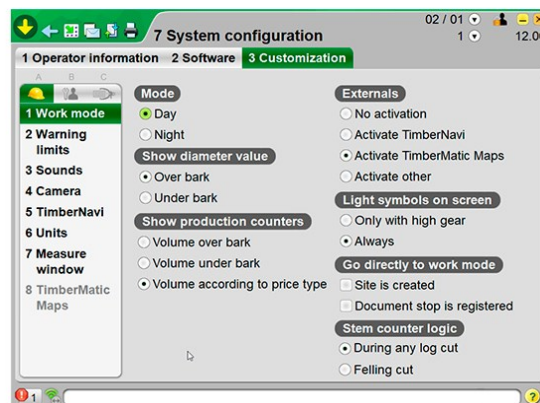 02 / 01
7 System configuration
1
12.0
1 Operator information 2 Software 3 Customization
A B C
1 Work mode
2 Warning
limits
3 Sounds
4 Camera
5 TimberNavi
6 Units
7 Measure
window
8 TimberMatic
Maps
Mode
Day
Night
Show diameter value
Over bark
Under bark
Show production counters
Volume over bark
Volume under bark
Volume according to price type
Externals
No activation
Activate TimberNavi
Activate TimberMatic Maps
Activate other
Light symbols on screen
Only with high gear
Always
Go directly to work mode
Site is created
Document stop is registered
Stem counter logic
During any log cut
Felling cut
1
?